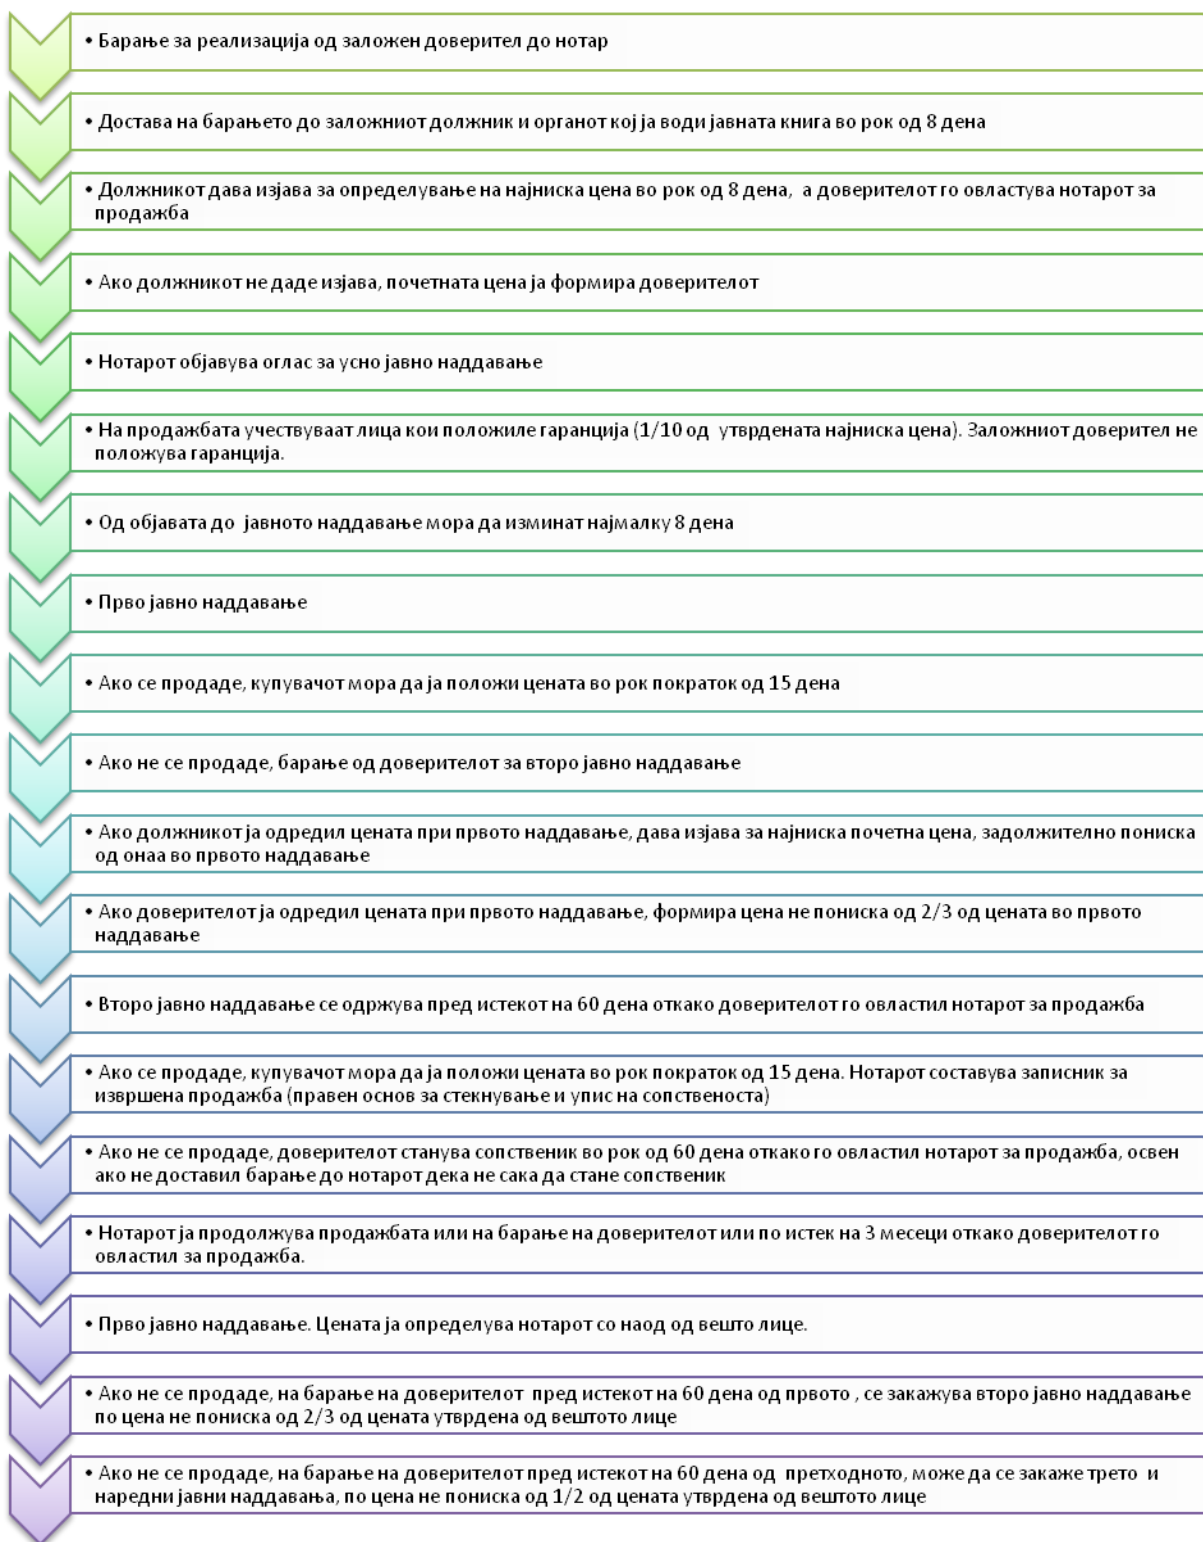 • Барање за реализација од заложен доверител до нотар
• Достава на барањето до заложниот должник и органот кој ја води јавната книга во рок од 8 дена
• Должникот дава изјава за определување на најниска цена во рок од 8 дена, а доверителот го овластува нотарот за
продажба
• Ако должникот не даде изјава, почетната цена ја формира доверителот
• Нотарот објавува оглас за усно јавно наддавање
• На продажбата учествуваат лица кои положиле гаранција (1/10 од утврдената најниска цена). Заложниот доверител не
положува гаранција.
• Од објавата до јавното наддавање мора да изминат најмалку 8 дена
• Прво јавно наддавање
• Ако се продаде, купувачот мора да ја положи цената во рок пократок од 15 дена
• Ако не се продаде, барање од доверителот за второ јавно наддавање
• Ако должникот ја одредил цената при првото наддавање, дава изјава за најниска почетна цена, задолжително пониска
од онаа во првото наддавање
• Ако доверителот ја одредил цената при првото наддавање, формира цена не пониска од 2/3 од цената во првото
наддавање
• Второ јавно наддавање се одржува пред истекот на 60 дена откако доверителот го овластил нотарот за продажба
• Ако се продаде, купувачот мора да ја положи цената во рок пократок од 15 дена. Нотарот составува записник за
извршена продажба (правен основ за стекнување и упис на сопственоста)
• Ако не се продаде, доверителот станува сопственик во рок од 60 дена откако го овластил нотарот за продажба, освен
ако не доставил барање до нотарот дека не сака да стане сопственик
• Нотарот ја продолжува продажбата или на барање на доверителот или по истек на 3 месеци откако доверителот го
овластил за продажба.
• Прво јавно наддавање. Цената ја определува нотарот со наод од вешто лице.
• Ако не се продаде, на барање на доверителот пред истекот на 60 дена од првото , се закажува второ јавно наддавање
по цена не пониска од 2/3 од цената утврдена од вештото лице
• Ако не се продаде, на барање на доверителот пред истекот на 60 дена од претходното, може да се закаже трето и
наредни јавни наддавања, по цена не пониска од 1/2 од цената утврдена од вештото лице